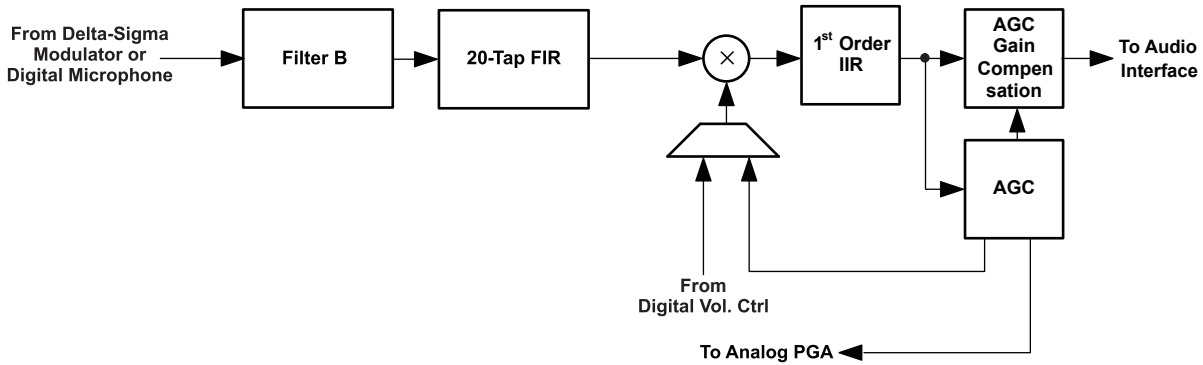 From Delta-Sigma
Modulator or
Digital Microphone
Filter B
20-Tap FIR
×
1st Order
IIR
AGC
Gain
Compen
sation
To Audio
Interface
AGC
From
Digital Vol. Ctrl
To Analog PGA